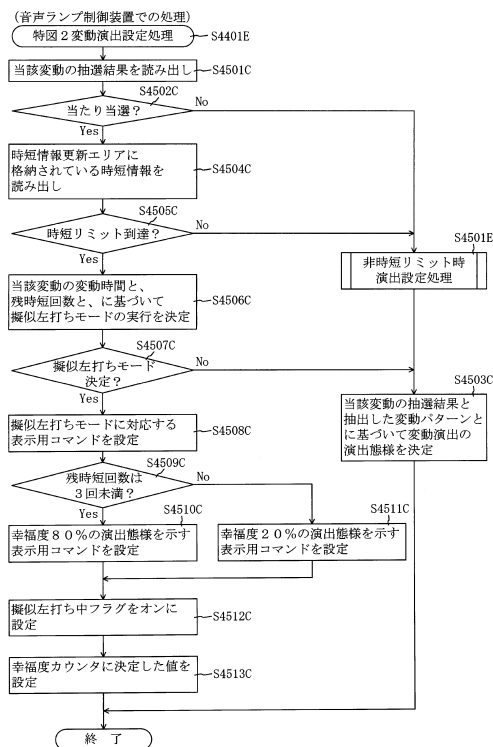 (音声ランプ制御装置での処理)
特図２変動演出設定処理
S4401E
当該変動の抽選結果を読み出し
S4501C
S4502C
当たり当選？
No
Yes
時短情報更新エリアに
格納されている時短情報を
読み出し
S4504C
S4505C
時短リミット到達？
No
Yes
S4501E
非時短リミット時
演出設定処理
当該変動の変動時間と、
残時短回数と、に基づいて
擬似左打ちモードの実行を決定
S4506C
S4507C
擬似左打ちモード
決定？
No
Yes
S4503C
当該変動の抽選結果と
抽出した変動パターンと
に基づいて変動演出の
演出態様を決定
擬似左打ちモードに対応する
表示用コマンドを設定
S4508C
S4509C
残時短回数は
３回未満？
No
Yes
S4510C
幸福度８０％の演出態様を示す
表示用コマンドを設定
S4511C
幸福度２０％の演出態様を示す
表示用コマンドを設定
擬似左打ち中フラグをオンに
設定
S4512C
幸福度カウンタに決定した値を
設定
S4513C
終 了